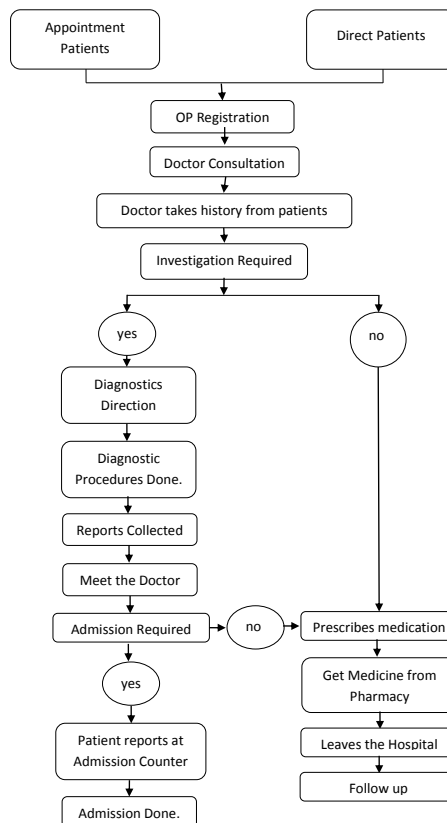 Appointment
Patients
Direct Patients
OP Registration
Doctor Consultation
Doctor takes history from patients
Investigation Required
yes
no
Diagnostics
Direction
Diagnostic
Procedures Done.
Reports Collected
Meet the Doctor
Admission Required
no
Prescribes medication
yes
Get Medicine from
Pharmacy
Patient reports at
Admission Counter
Leaves the Hospital
Follow up
Admission Done.